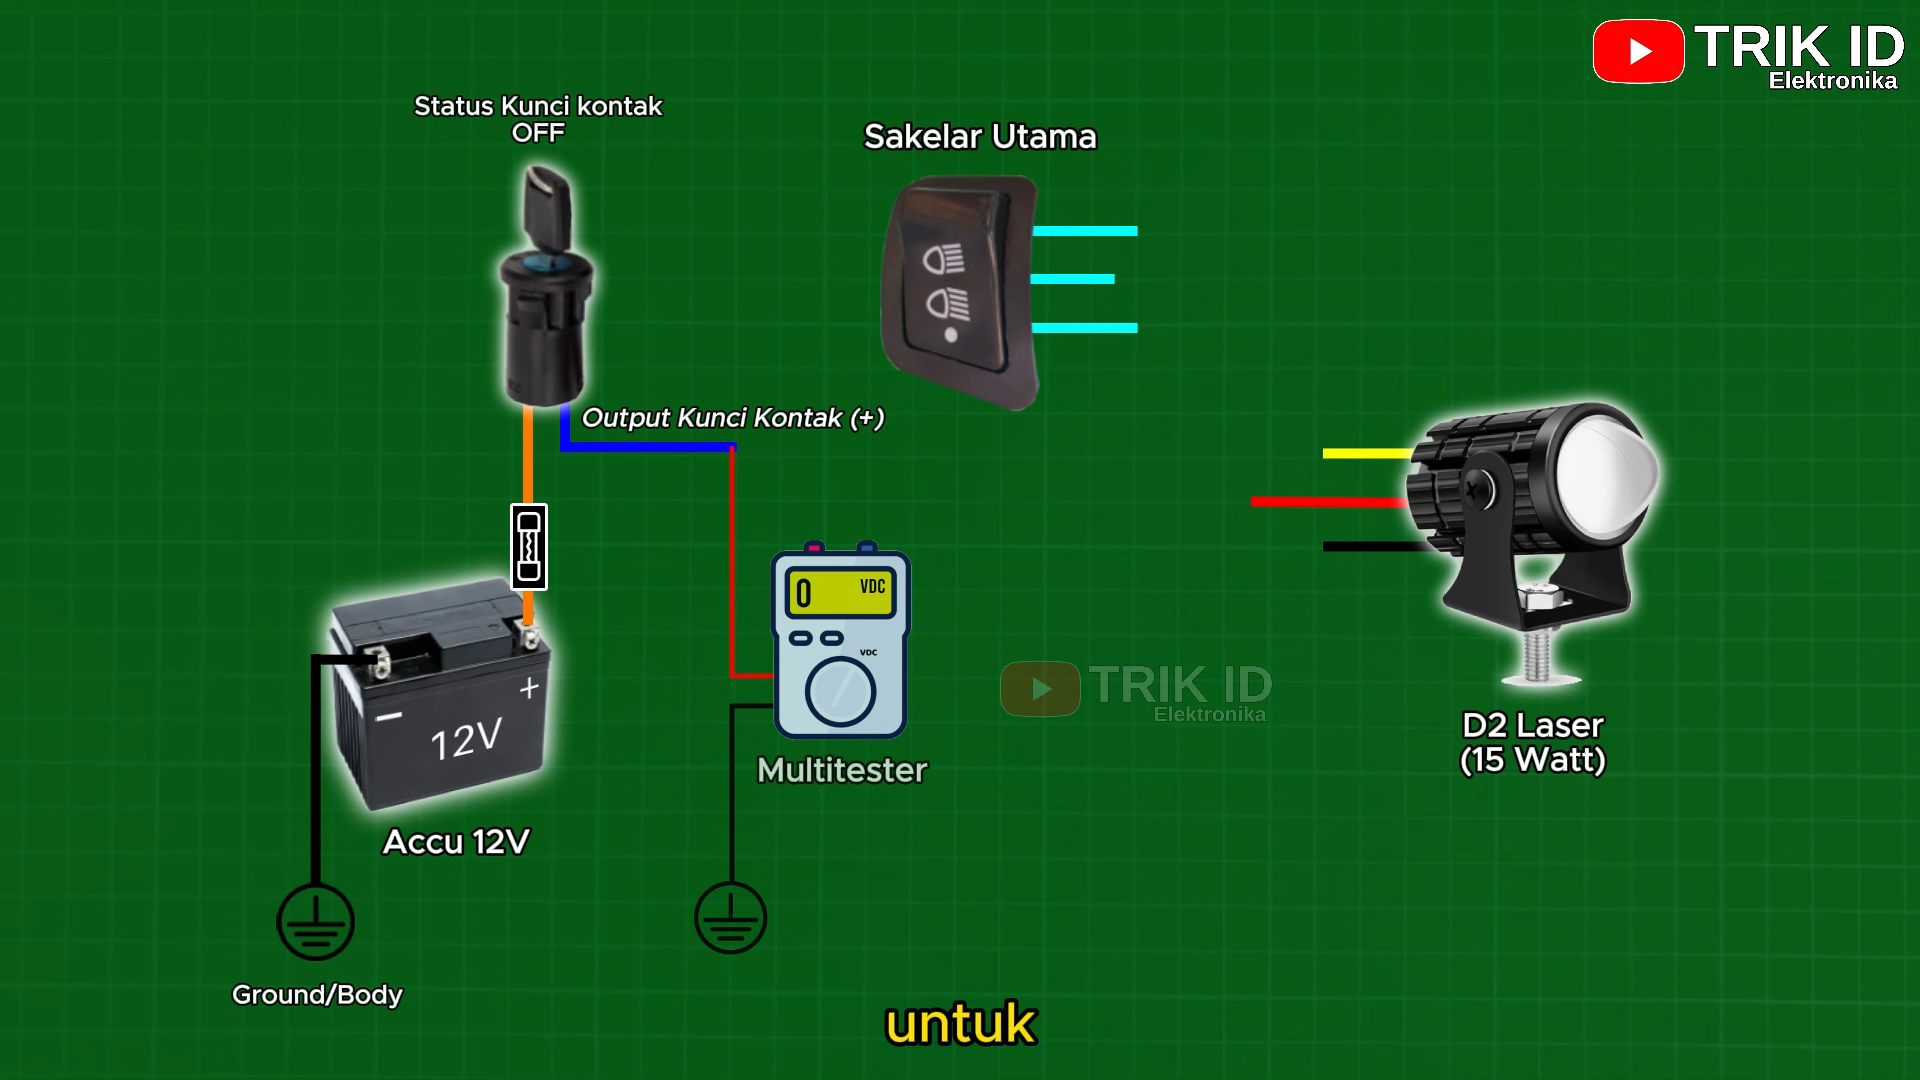 TRIK ID
Elektronika
Status Kunci kontak
OFF
Sakelar Utama
Output Kunci Kontak (+)
0 VDC
VDC
TRIK ID
Elektronika
+
−
12V
D2 Laser
(15 Watt)
Multitester
Accu 12V
Ground/Body
untuk